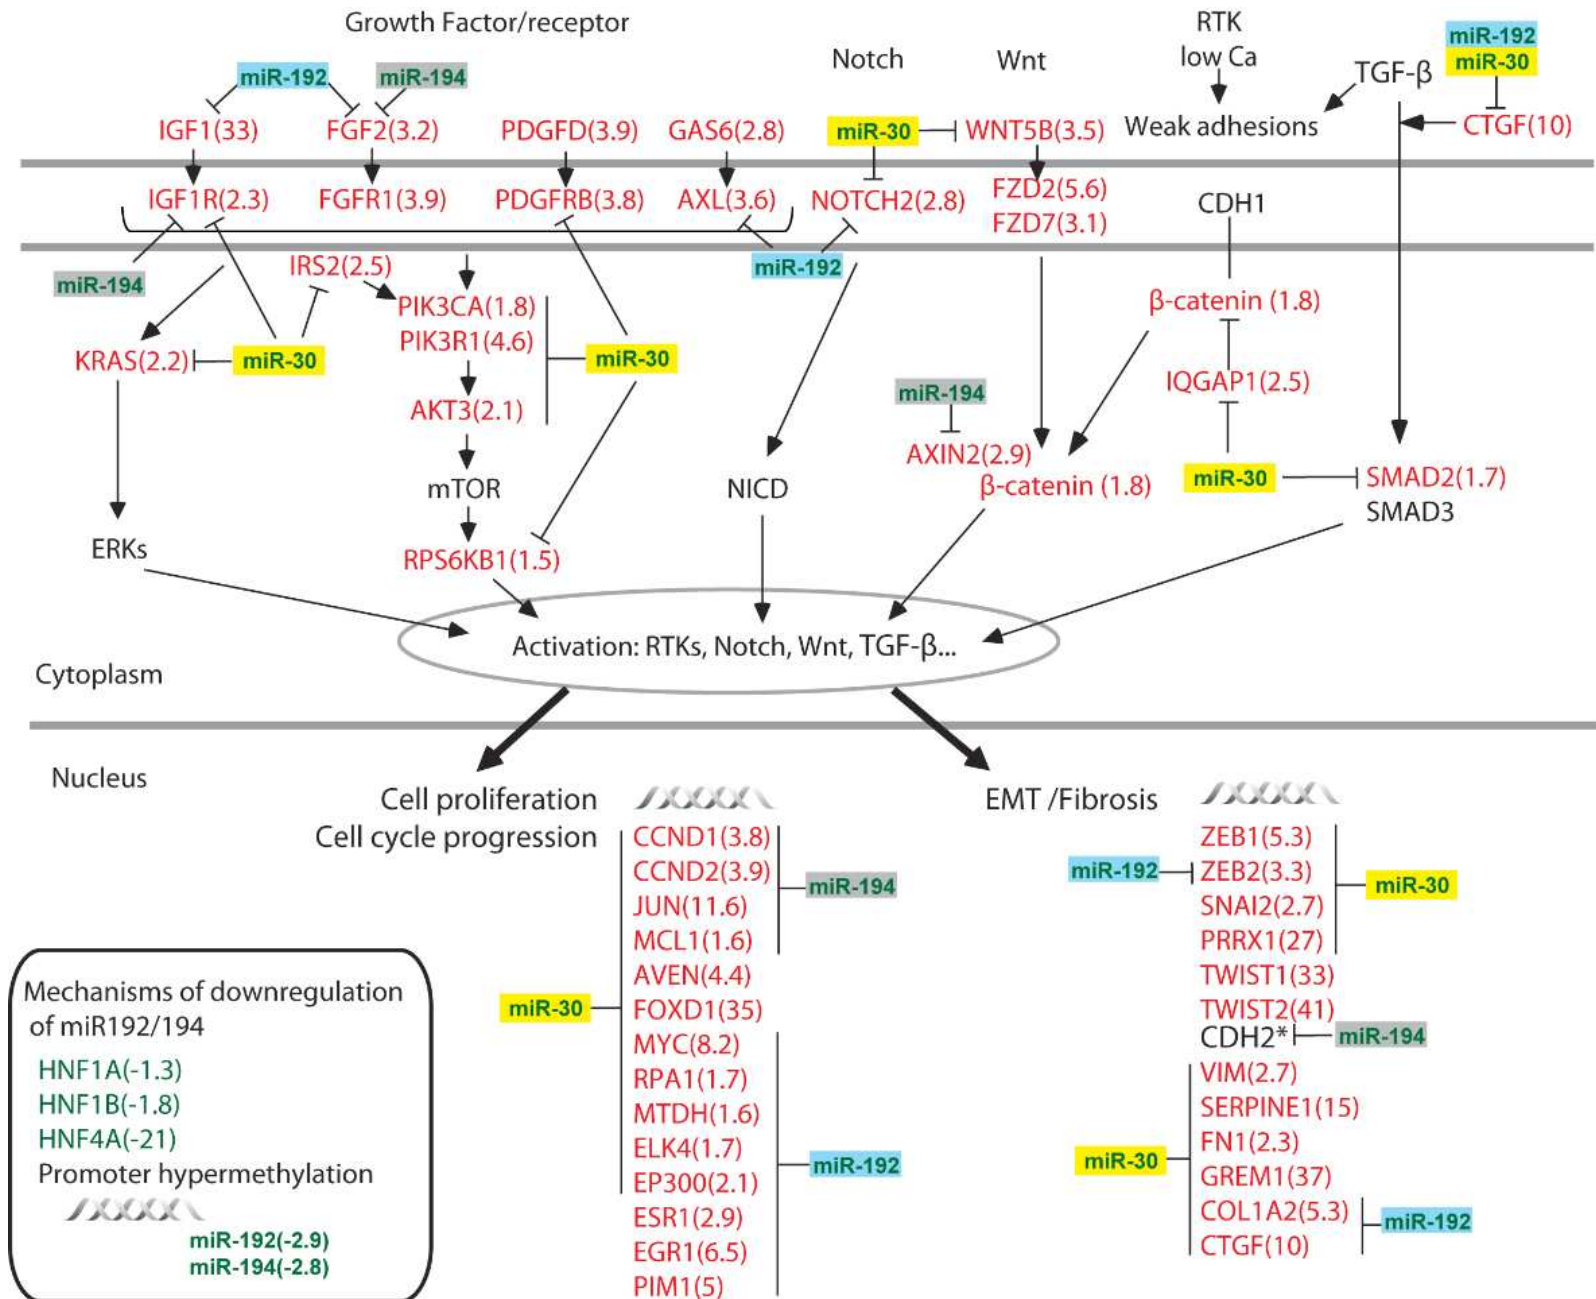 Growth Factor/receptor
Notch
Wnt
RTK
low Ca
miR-192
miR-30
TGF-β
miR-192
miR-194
IGF1(33)
FGF2(3.2)
PDGFD(3.9)
GAS6(2.8)
miR-30
WNT5B(3.5)
Weak adhesions
CTGF(10)
IGF1R(2.3)
FGFR1(3.9)
PDGFRB(3.8)
AXL(3.6)
NOTCH2(2.8)
FZD2(5.6)
FZD7(3.1)
CDH1
miR-194
IRS2(2.5)
miR-192
PIK3CA(1.8)
PIK3R1(4.6)
β-catenin (1.8)
KRAS(2.2)
miR-30
miR-30
AKT3(2.1)
miR-194
IQGAP1(2.5)
AXIN2(2.9)
β-catenin (1.8)
mTOR
NICD
miR-30
SMAD2(1.7)
SMAD3
ERKs
RPS6KB1(1.5)
Activation: RTKs, Notch, Wnt, TGF-β...
Cytoplasm
Nucleus
Cell proliferation
Cell cycle progression
CCND1(3.8)
CCND2(3.9)
JUN(11.6)
MCL1(1.6)
AVEN(4.4)
FOXD1(35)
MYC(8.2)
RPA1(1.7)
MTDH(1.6)
ELK4(1.7)
EP300(2.1)
ESR1(2.9)
EGR1(6.5)
PIM1(5)
miR-194
miR-30
miR-192
EMT /Fibrosis
ZEB1(5.3)
ZEB2(3.3)
SNAI2(2.7)
PRRX1(27)
TWIST1(33)
TWIST2(41)
CDH2*
VIM(2.7)
SERPINE1(15)
FN1(2.3)
GREM1(37)
COL1A2(5.3)
CTGF(10)
miR-192
miR-30
miR-194
miR-30
miR-192
Mechanisms of downregulation
of miR192/194
HNF1A(-1.3)
HNF1B(-1.8)
HNF4A(-21)
Promoter hypermethylation
miR-192(-2.9)
miR-194(-2.8)